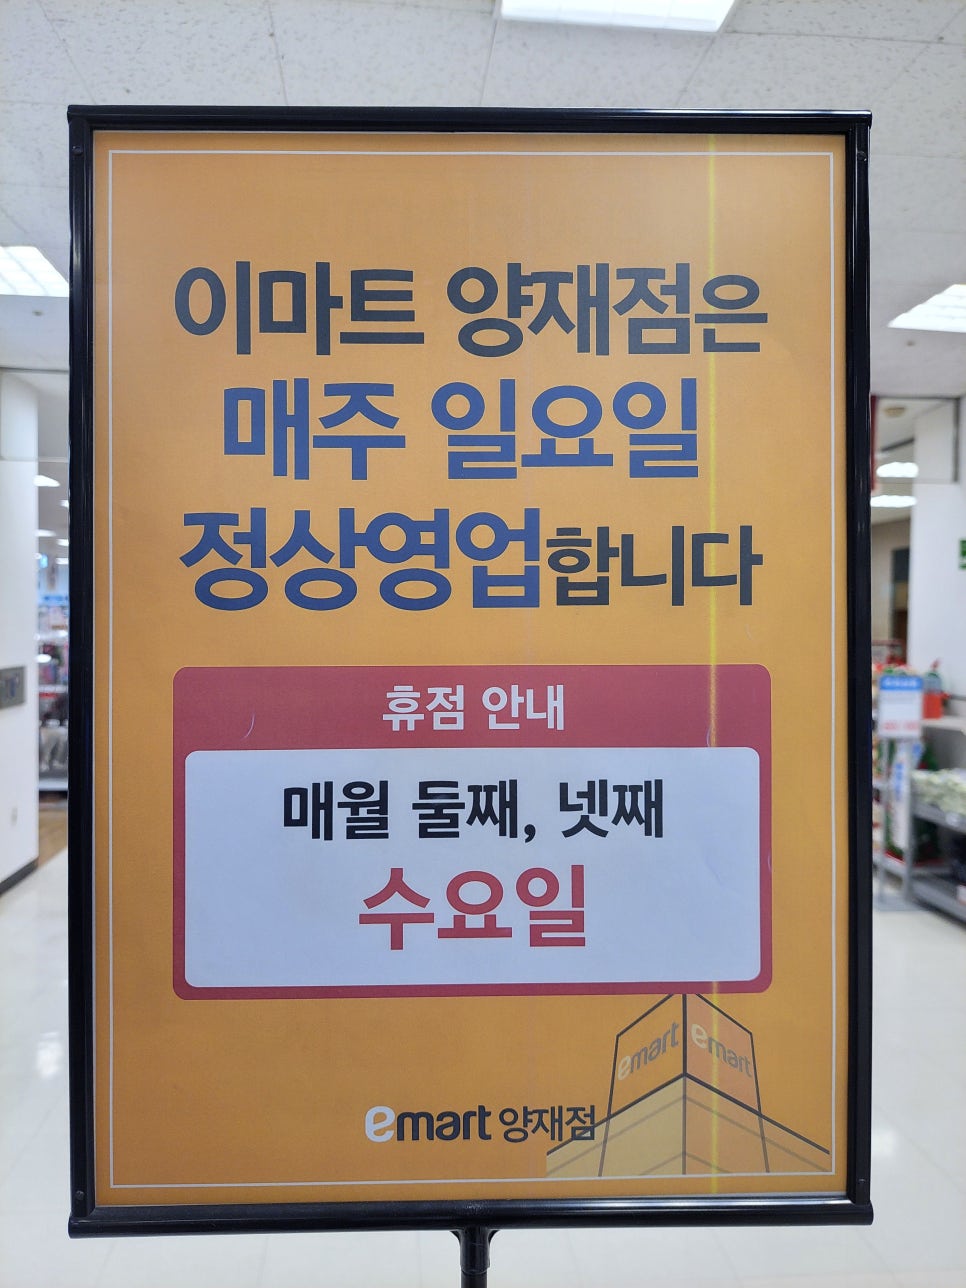 이마트 양재점은
매주 일요일
정상영업합니다
휴점 안내
매월 둘째, 넷째
수요일
emart emart
emart 양재점